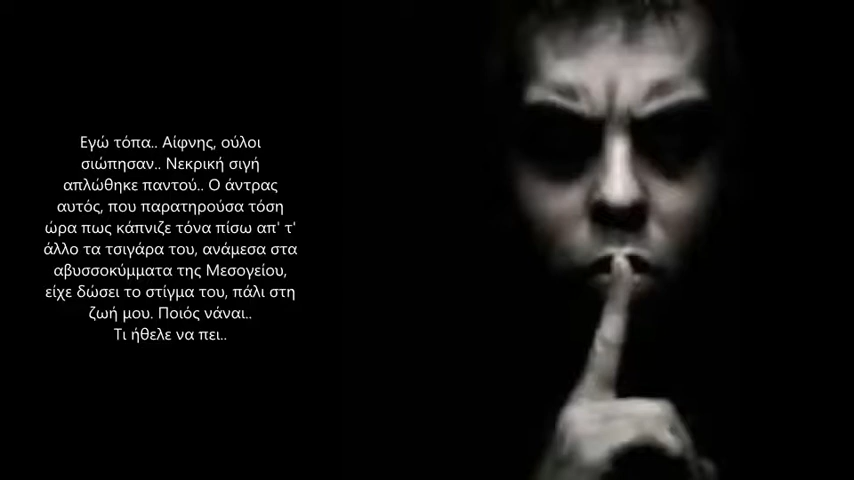 Εγώ τόπα.. Αίφνης, ούλοι
σιώπησαν.. Νεκρική σιγή
απλώθηκε παντού.. Ο άντρας
αυτός, που παρατηρούσα τόση
ώρα πως κάπνιζε τόνα πίσω απ' τ'
άλλο τα τσιγάρα του, ανάμεσα στα
αβυσσοκύμματα της Μεσογείου,
είχε δώσει το στίγμα του, πάλι στη
ζωή μου. Ποιός νάναι..
Τι ήθελε να πει..